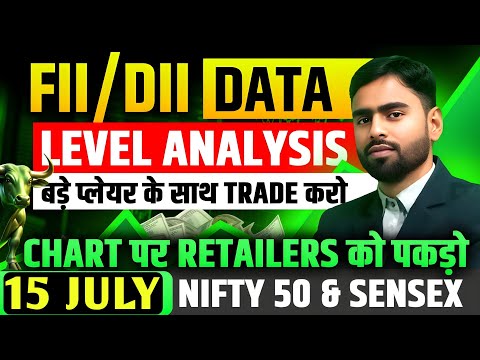 FII/DII DATA
LEVEL ANALYSIS
बड़े प्लेयर के साथ TRADE करो
CHART पर RETAILERS को पकड़ो
15 JULY NIFTY 50 & SENSEX